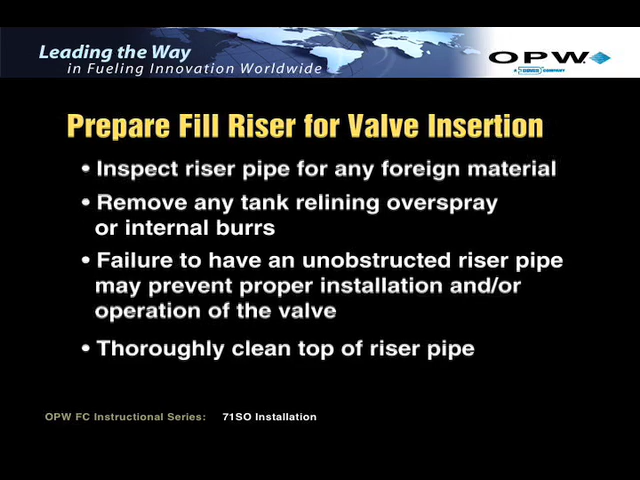 Leading the Way
in Fueling Innovation Worldwide
OPW
A DOVER COMPANY
Prepare Fill Riser for Valve Insertion
• Inspect riser pipe for any foreign material
• Remove any tank relining overspray
or internal burrs
• Failure to have an unobstructed riser pipe
may prevent proper installation and/or
operation of the valve
• Thoroughly clean top of riser pipe
OPW FC Instructional Series: 71SO Installation